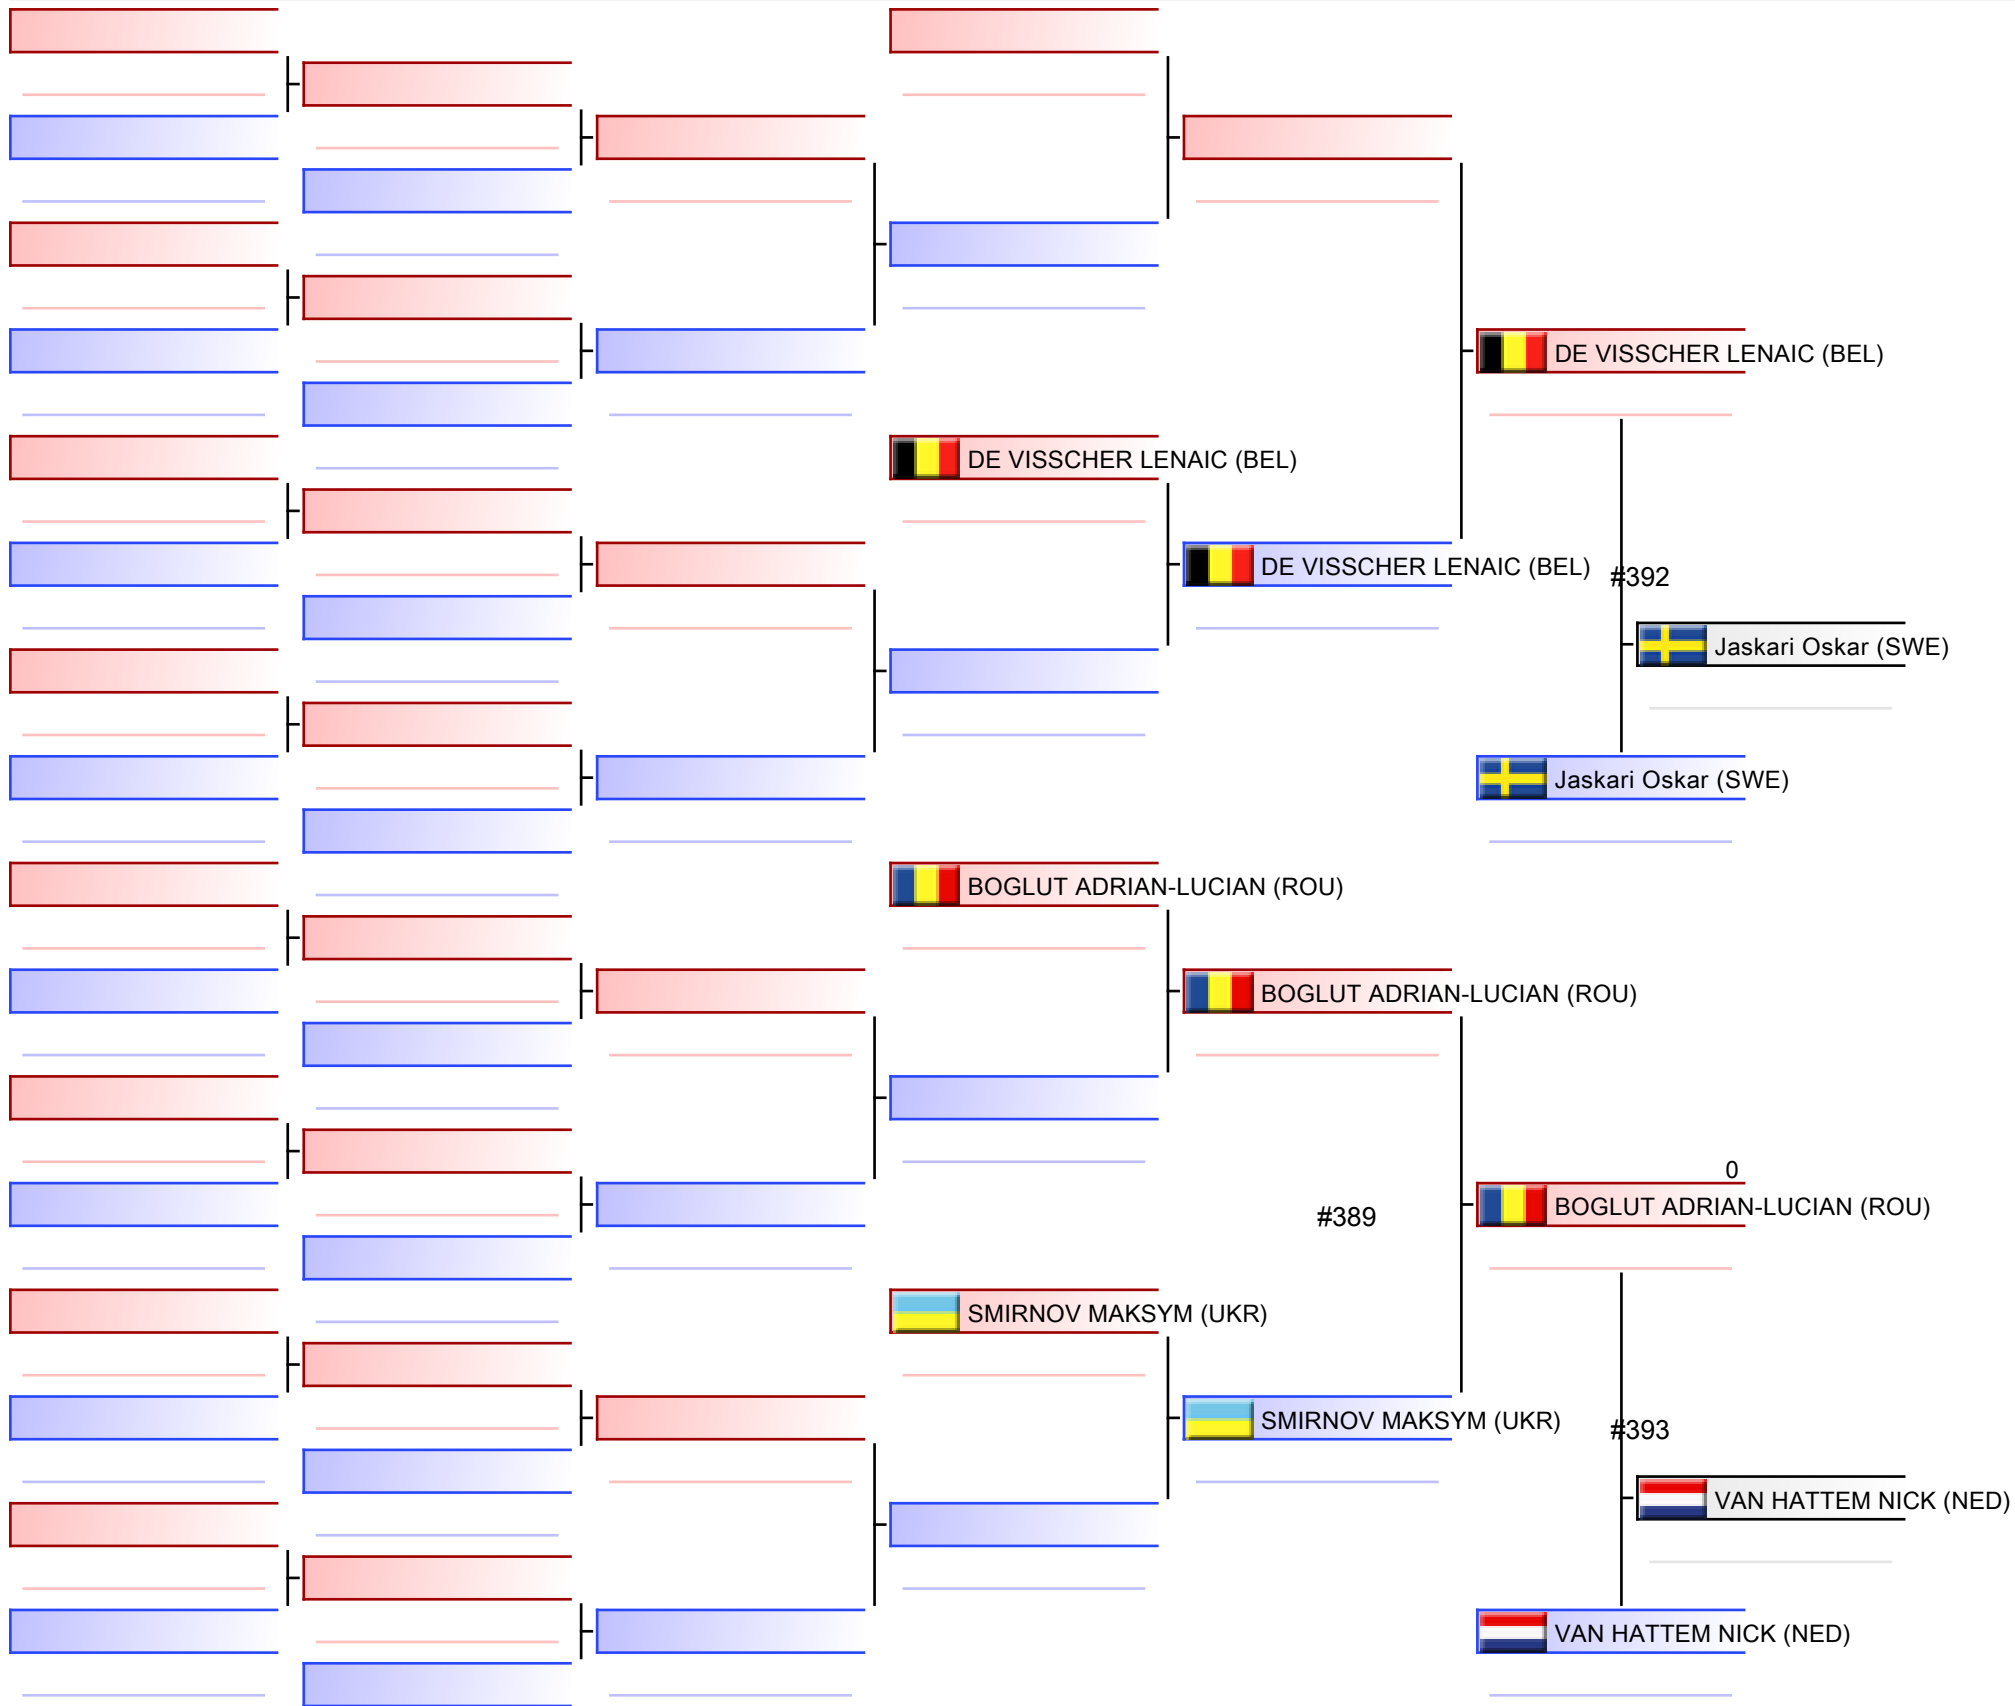 DE VISSCHER LENAIC (BEL)
DE VISSCHER LENAIC (BEL)
DE VISSCHER LENAIC (BEL)
#392
Jaskari Oskar (SWE)
Jaskari Oskar (SWE)
BOGLUT ADRIAN-LUCIAN (ROU)
BOGLUT ADRIAN-LUCIAN (ROU)
0
BOGLUT ADRIAN-LUCIAN (ROU)
#389
SMIRNOV MAKSYM (UKR)
SMIRNOV MAKSYM (UKR)
#393
VAN HATTEM NICK (NED)
VAN HATTEM NICK (NED)